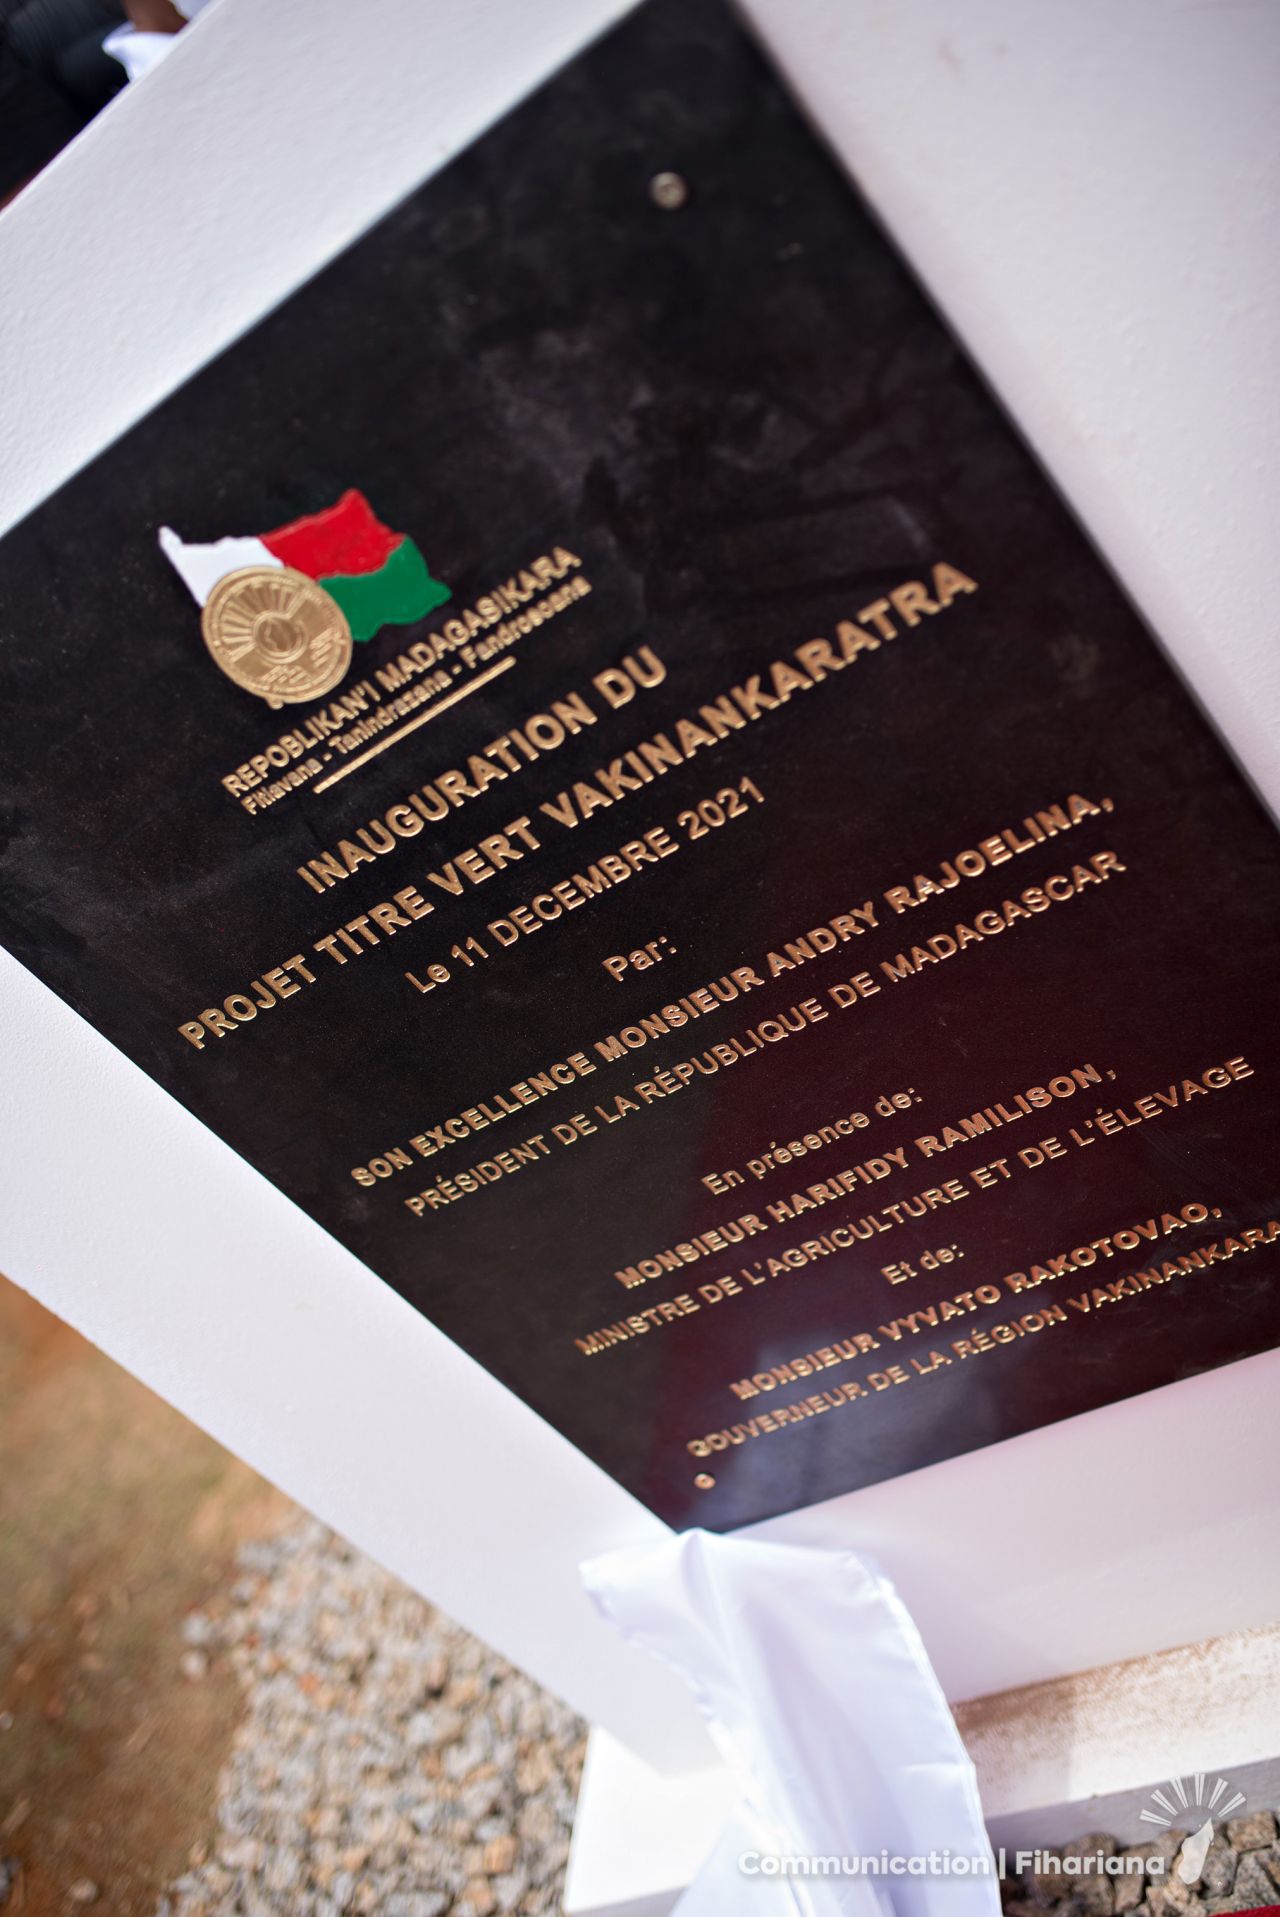 REPOBLIKAN'I MADAGASIKARA
Fitiavana - Tanindrazana - Fandrosoana
INAUGURATION DU
PROJET TITRE VERT VAKINANKARATRA
Le 11 DECEMBRE 2021
Par:
SON EXCELLENCE MONSIEUR ANDRY RAJOELINA,
PRÉSIDENT DE LA RÉPUBLIQUE DE MADAGASCAR
En présence de:
MONSIEUR HARIFIDY RAMILISON,
MINISTRE DE L'AGRICULTURE ET DE L'ÉLEVAGE
Et de:
MONSIEUR VYVATO RAKOTOVAO,
GOUVERNEUR DE LA RÉGION VAKINANKARA
Communication | Fihariana